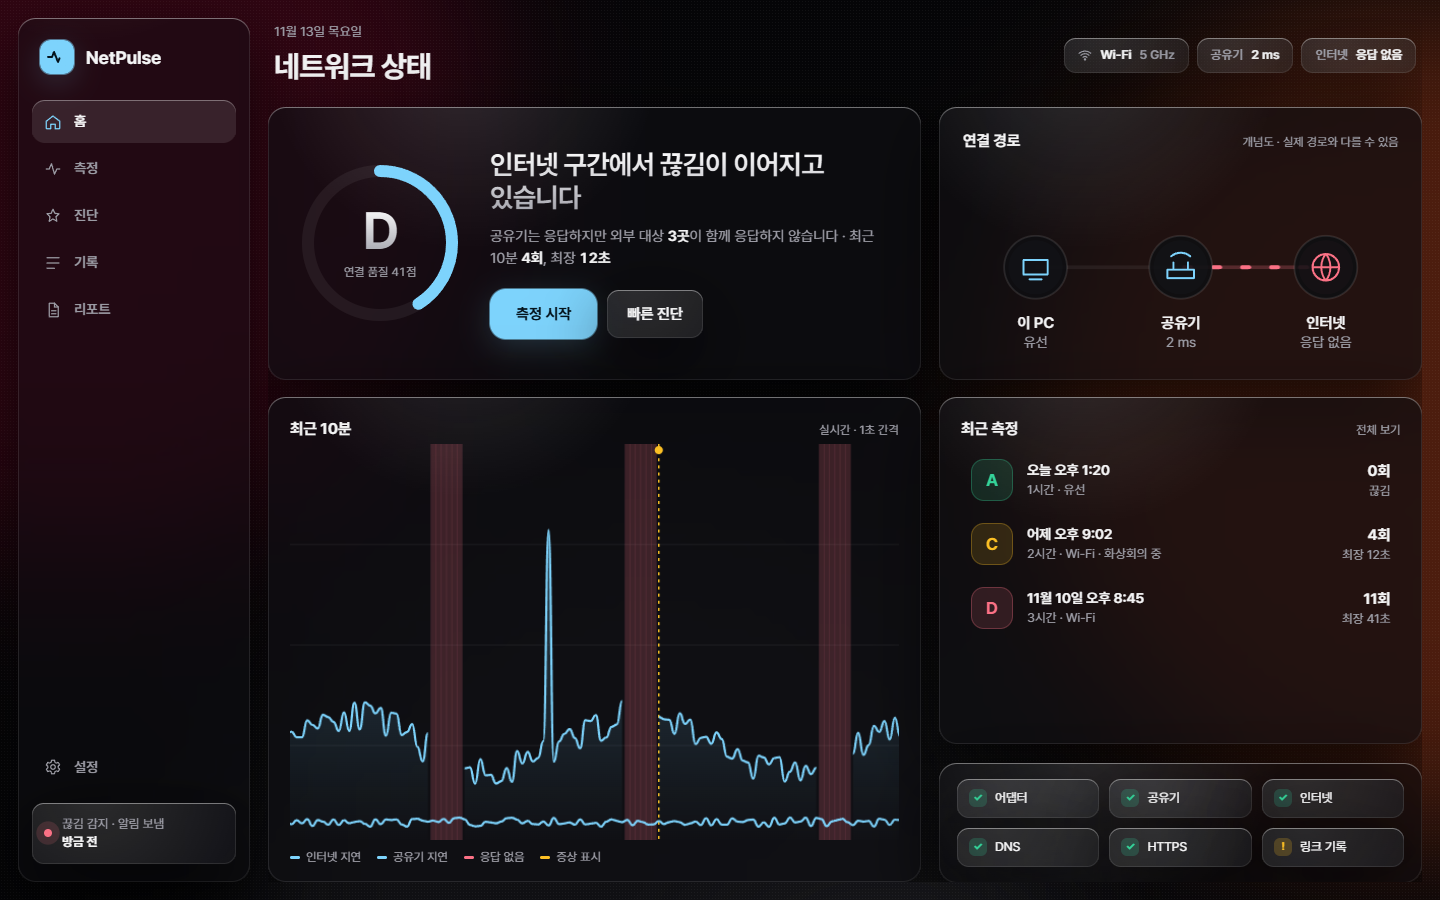 NetPulse
홈
측정
진단
기록
리포트
설정
끊김 감지 · 알림 보냄
방금 전
11월 13일 목요일
네트워크 상태
Wi-Fi 5 GHz
공유기 2 ms
인터넷 응답 없음
D
연결 품질 41점
인터넷 구간에서 끊김이 이어지고
있습니다
공유기는 응답하지만 외부 대상 3곳이 함께 응답하지 않습니다 · 최근
10분 4회, 최장 12초
측정 시작
빠른 진단
연결 경로
개념도 · 실제 경로와 다를 수 있음
이 PC
유선
공유기
2 ms
인터넷
응답 없음
최근 10분
실시간 · 1초 간격
인터넷 지연
공유기 지연
응답 없음
증상 표시
최근 측정
전체 보기
A
오늘 오후 1:20
1시간 · 유선
0회
끊김
C
어제 오후 9:02
2시간 · Wi-Fi · 화상회의 중
4회
최장 12초
D
11월 10일 오후 8:45
3시간 · Wi-Fi
11회
최장 41초
어댑터
공유기
인터넷
DNS
HTTPS
! 링크 기록